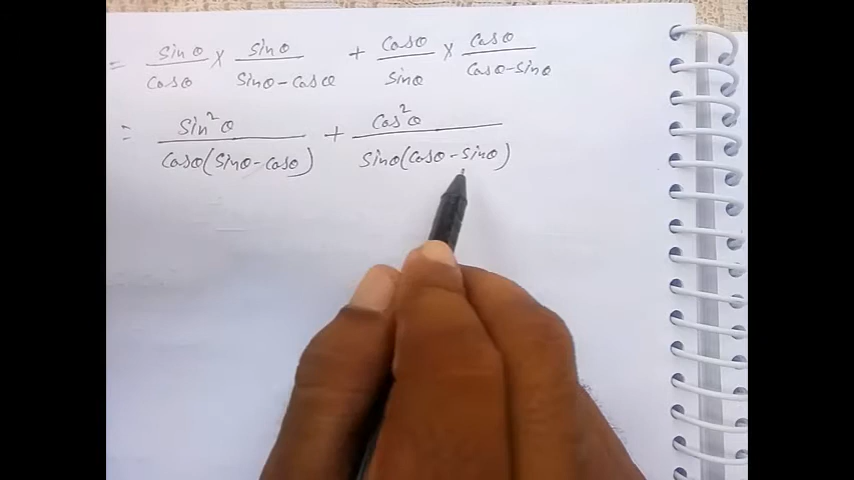 = sinθ/cosθ × sinθ/sinθ-cosθ + cosθ/sinθ × cosθ/cosθ-sinθ
= sin²θ/cosθ(sinθ-cosθ) + cos²θ/sinθ(cosθ-sinθ)